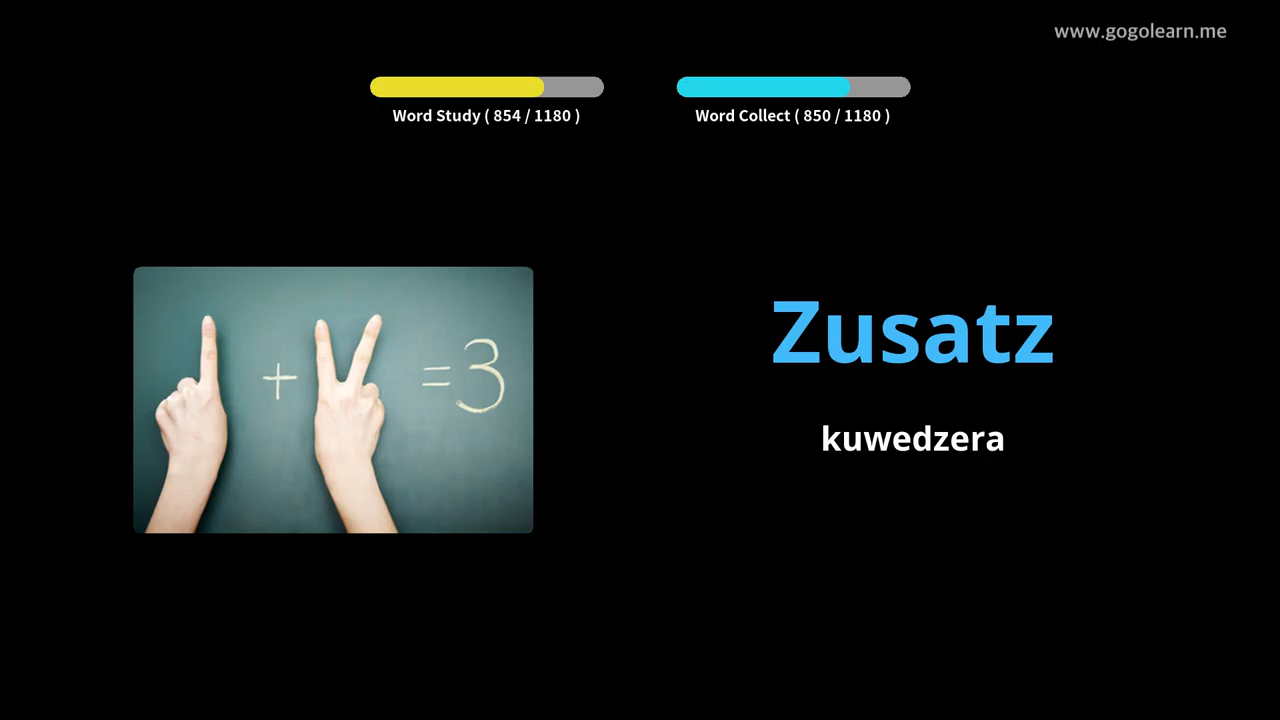 www.gogolearn.me
Word Study ( 854 / 1180 )
Word Collect ( 850 / 1180 )
+ = 3
Zusatz
kuwedzera